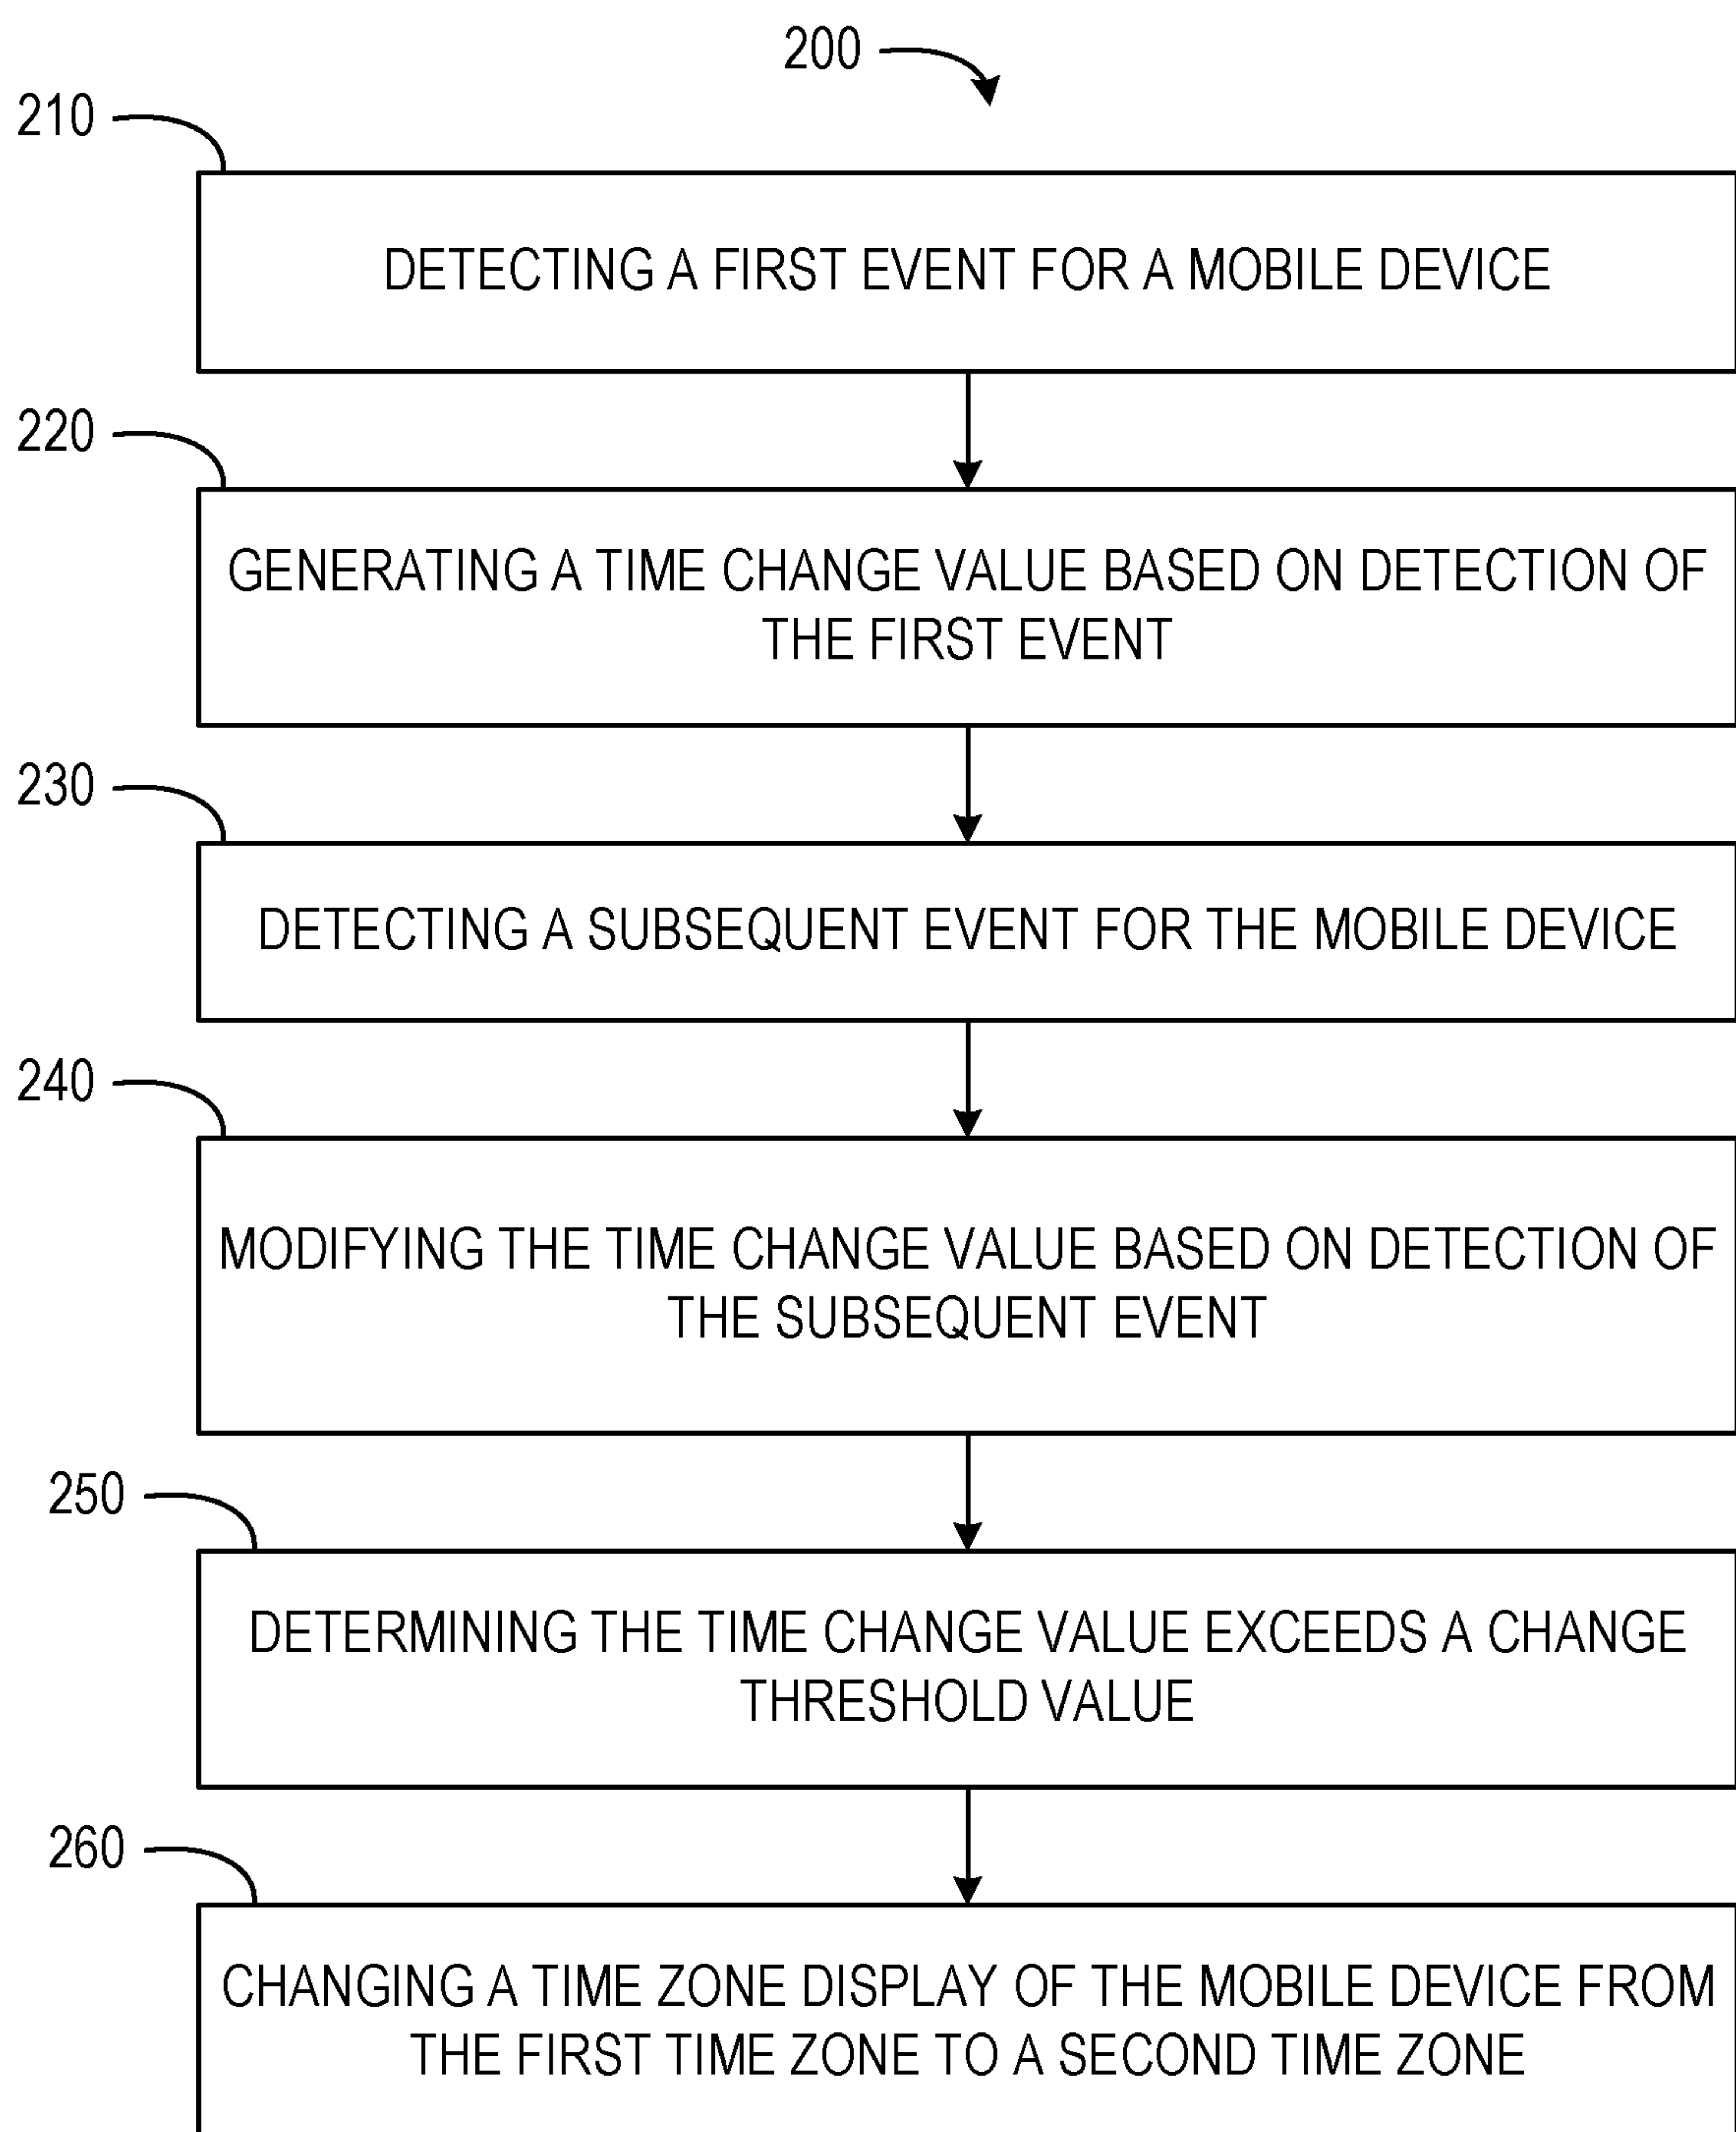 200
210
DETECTING A FIRST EVENT FOR A MOBILE DEVICE
220
GENERATING A TIME CHANGE VALUE BASED ON DETECTION OF
THE FIRST EVENT
230
DETECTING A SUBSEQUENT EVENT FOR THE MOBILE DEVICE
240
MODIFYING THE TIME CHANGE VALUE BASED ON DETECTION OF
THE SUBSEQUENT EVENT
250
DETERMINING THE TIME CHANGE VALUE EXCEEDS A CHANGE
THRESHOLD VALUE
260
CHANGING A TIME ZONE DISPLAY OF THE MOBILE DEVICE FROM
THE FIRST TIME ZONE TO A SECOND TIME ZONE